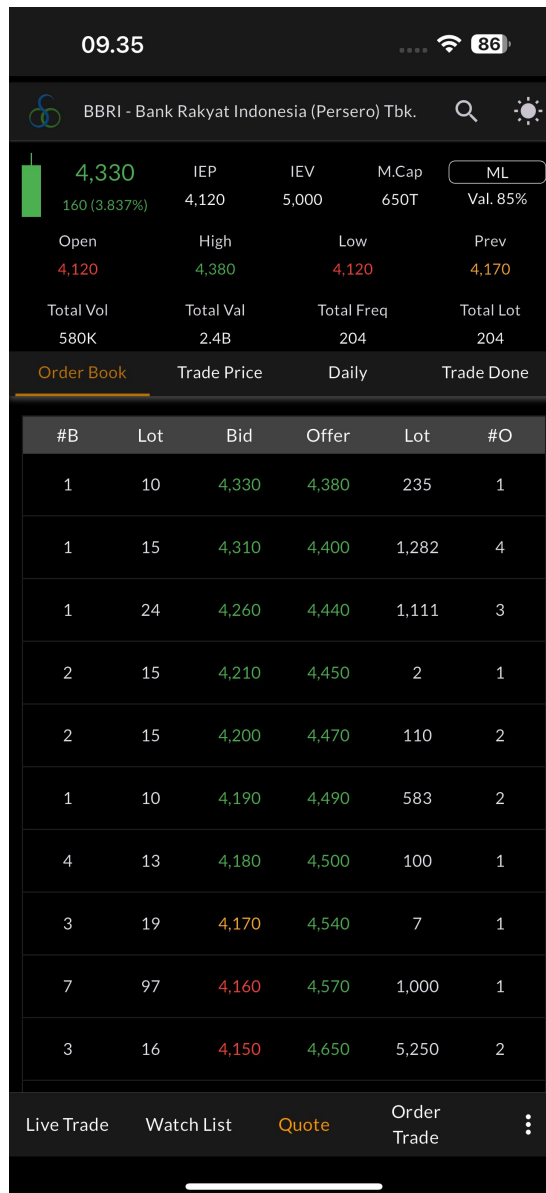 09.35
86
BBRI - Bank Rakyat Indonesia (Persero) Tbk.
4,330 IEP IEV M.Cap ML
160 (3.837%) 4,120 5,000 650T Val. 85%
Open High Low Prev
4,120 4,380 4,120 4,170
Total Vol Total Val Total Freq Total Lot
580K 2.4B 204 204
Order Book Trade Price Daily Trade Done
#B Lot Bid Offer Lot #O
1 10 4,330 4,380 235 1
1 15 4,310 4,400 1,282 4
1 24 4,260 4,440 1,111 3
2 15 4,210 4,450 2 1
2 15 4,200 4,470 110 2
1 10 4,190 4,490 583 2
4 13 4,180 4,500 100 1
3 19 4,170 4,540 7 1
7 97 4,160 4,570 1,000 1
3 16 4,150 4,650 5,250 2
Live Trade Watch List Quote Order Trade